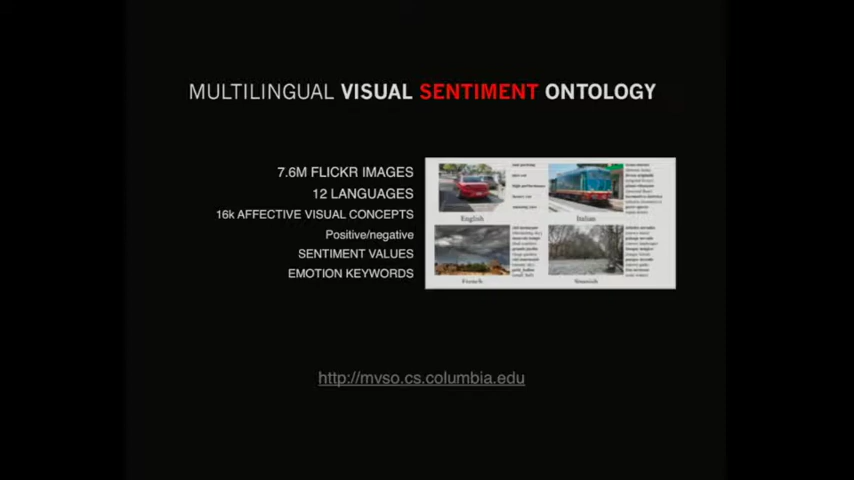 MULTILINGUAL VISUAL SENTIMENT ONTOLOGY
7.6M FLICKR IMAGES
12 LANGUAGES
16k AFFECTIVE VISUAL CONCEPTS
Positive/negative
SENTIMENT VALUES
EMOTION KEYWORDS
English
Italian
French
Spanish
http://mvso.cs.columbia.edu